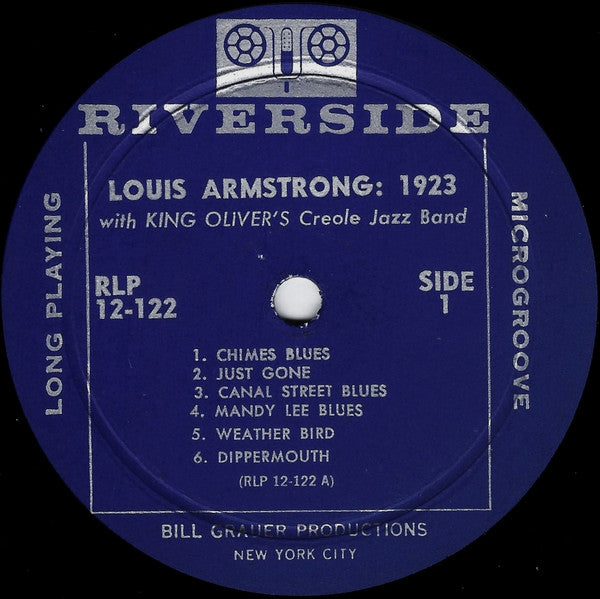 RIVERSIDE
LOUIS ARMSTRONG: 1923
with KING OLIVER'S Creole Jazz Band
LONG PLAYING
MICROGROOVE
RLP
12-122
SIDE
1
1. CHIMES BLUES
2. JUST GONE
3. CANAL STREET BLUES
4. MANDY LEE BLUES
5. WEATHER BIRD
6. DIPPERMOUTH
(RLP 12-122 A)
BILL GRAUER PRODUCTIONS
NEW YORK CITY